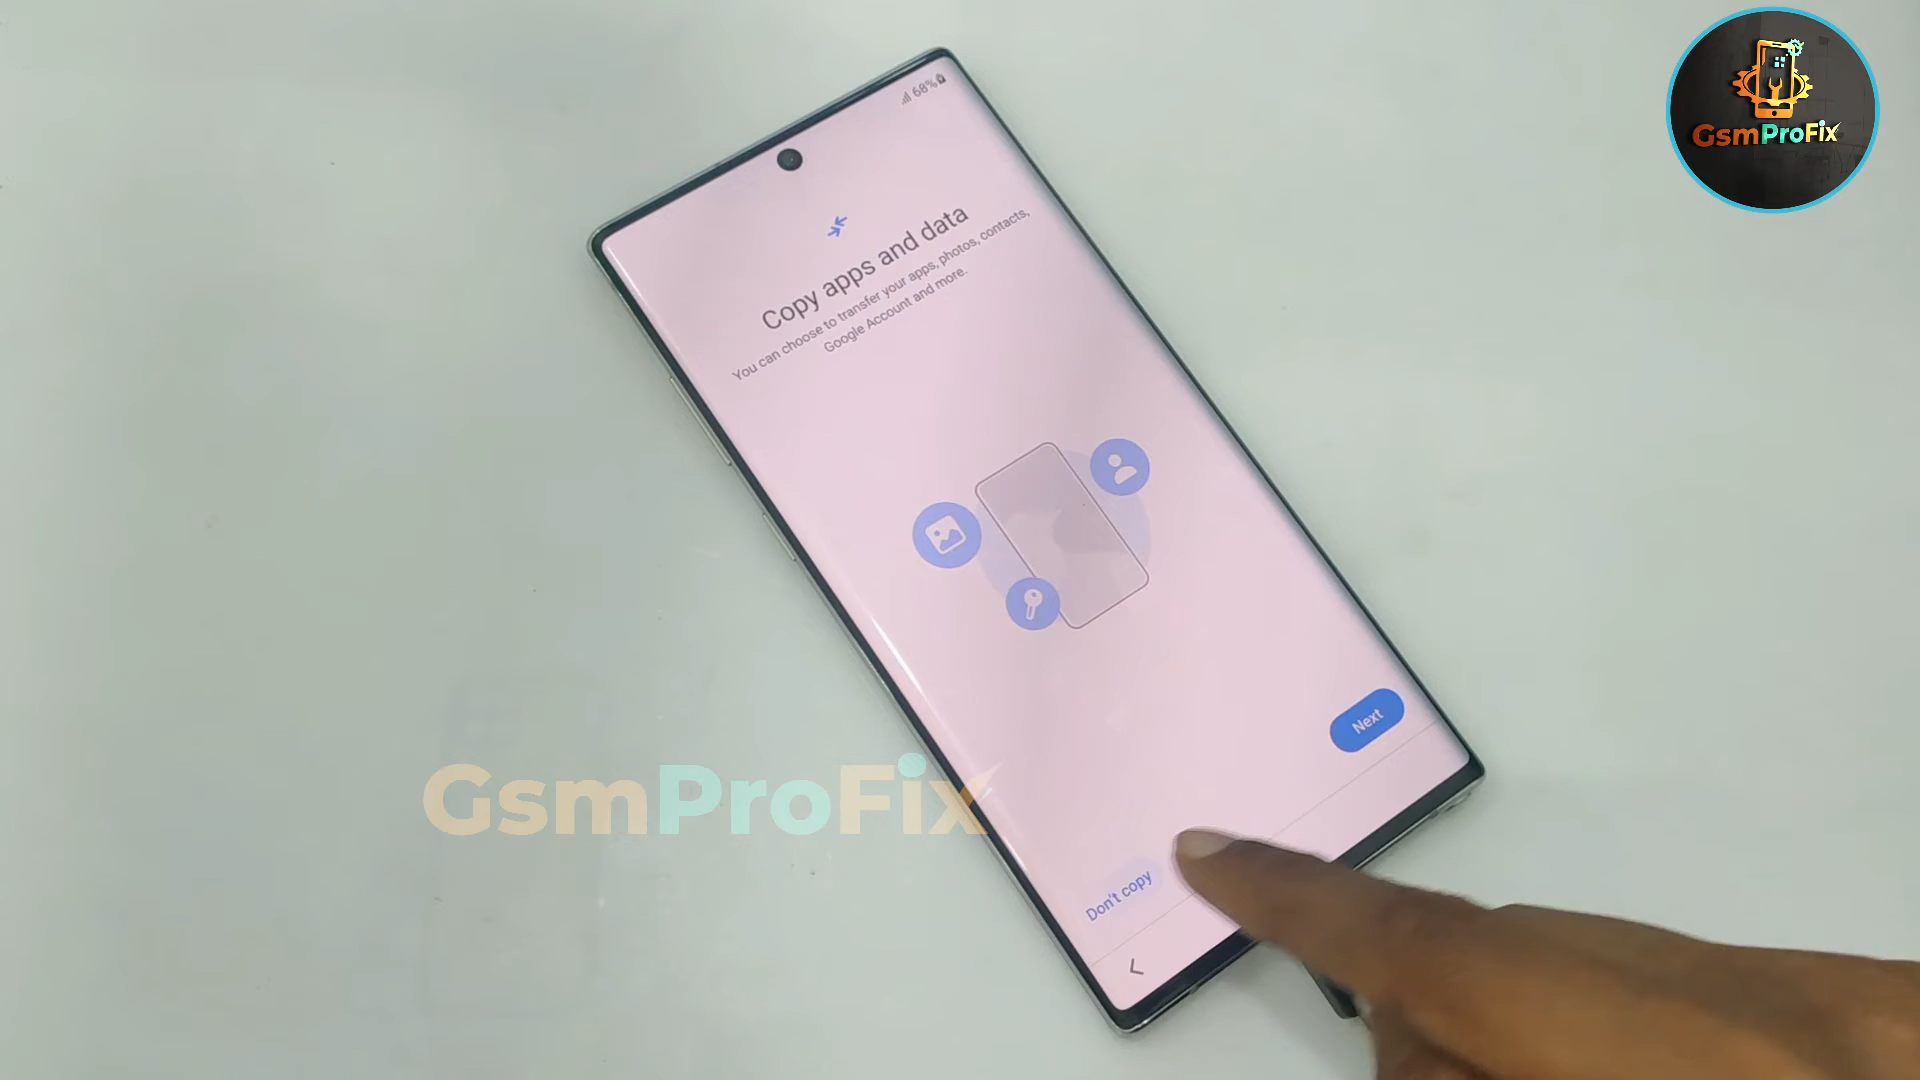 GsmProFix
68%
Copy apps and data
You can choose to transfer your apps, photos, contacts,
Google Account and more.
Next
GsmProFix
Don't copy